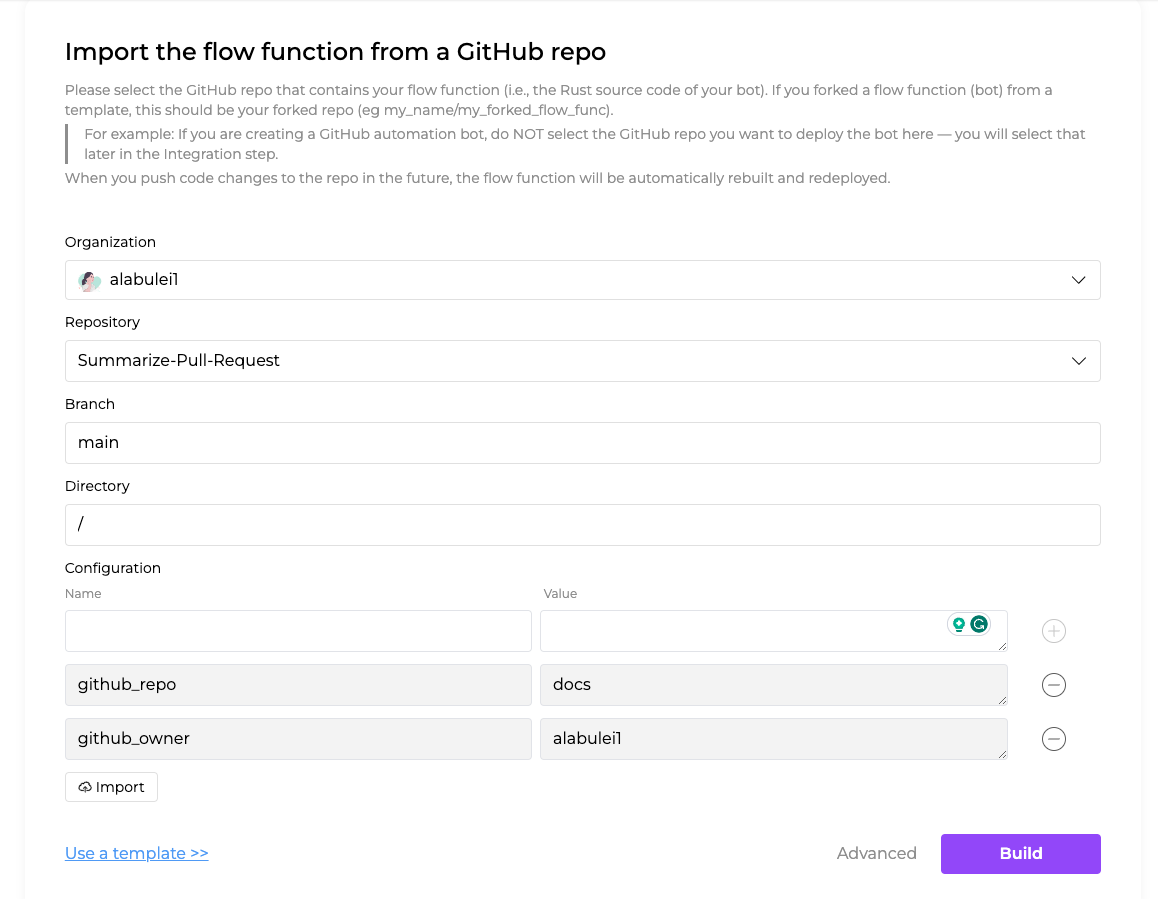 Import the flow function from a GitHub repo
Please select the GitHub repo that contains your flow function (i.e., the Rust source code of your bot). If you forked a flow function (bot) from a
template, this should be your forked repo (eg my_name/my_forked_flow_func).
For example: If you are creating a GitHub automation bot, do NOT select the GitHub repo you want to deploy the bot here — you will select that
later in the Integration step.
When you push code changes to the repo in the future, the flow function will be automatically rebuilt and redeployed.
Organization
alabulei1
Repository
Summarize-Pull-Request
Branch
main
Directory
/
Configuration
Name Value
github_repo docs
github_owner alabulei1
Import
Use a template >> Advanced Build